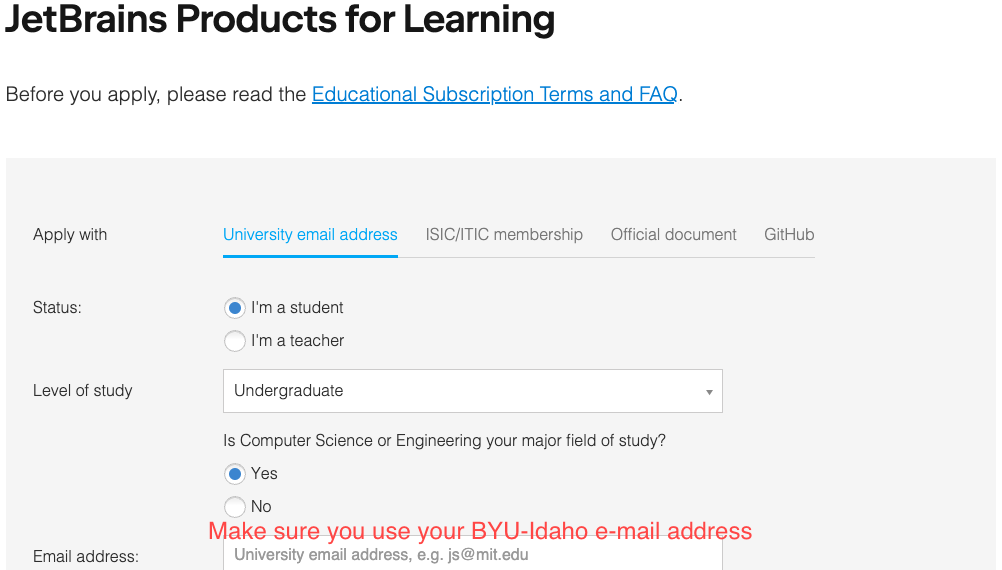 JetBrains Products for Learning
Before you apply, please read the Educational Subscription Terms and FAQ.
Apply with University email address ISIC/ITIC membership Official document GitHub
Status: I'm a student
I'm a teacher
Level of study Undergraduate
Is Computer Science or Engineering your major field of study?
Yes
No
Make sure you use your BYU-Idaho e-mail address
Email address: University email address, e.g. js@mit.edu